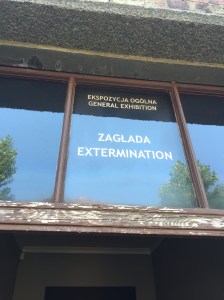 EKSPOZYCJA OGÓLNA
GENERAL EXHIBITION
ZAGŁADA
EXTERMINATION